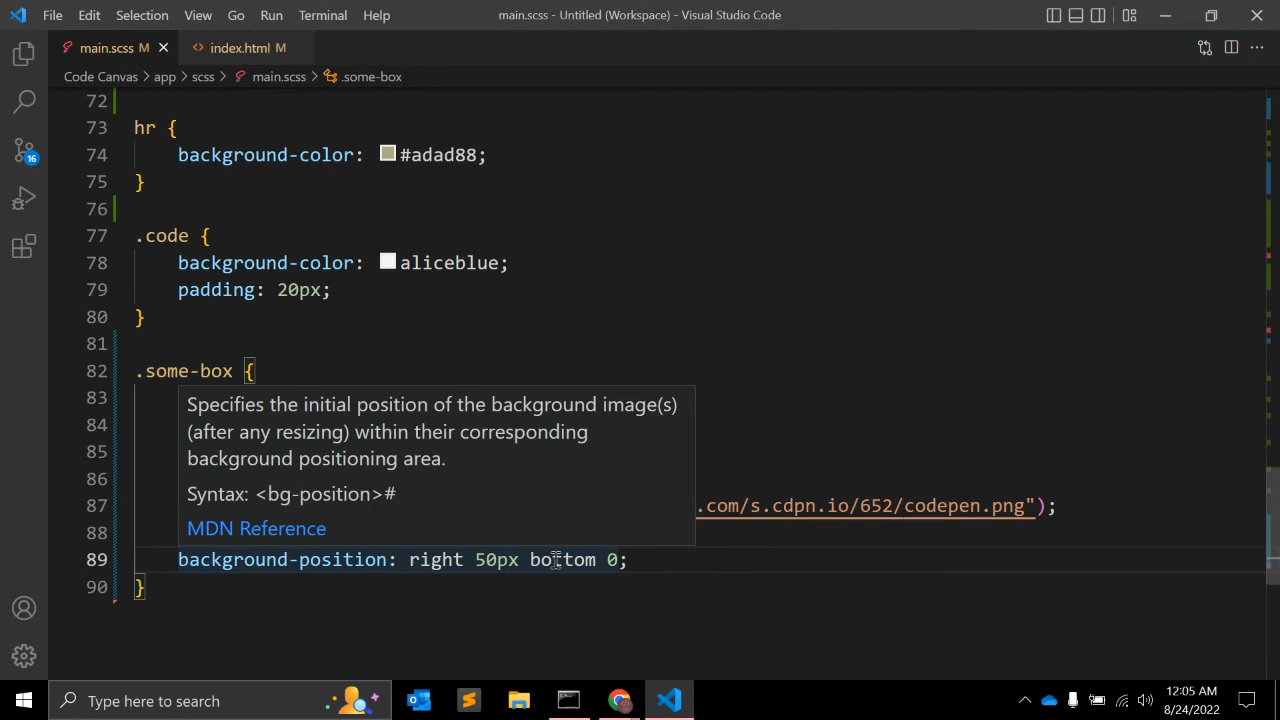 File Edit Selection View Go Run Terminal Help main.scss - Untitled (Workspace) - Visual Studio Code
main.scss M index.html M
Code Canvas > app > scss > main.scss > .some-box
72
73 hr {
74 background-color: #adad88;
75 }
76
77 .code {
78 background-color: aliceblue;
79 padding: 20px;
80 }
81
82 .some-box {
83
Specifies the initial position of the background image(s)
84
(after any resizing) within their corresponding
85
background positioning area.
86
Syntax: <bg-position>#
87 .com/s.cdpn.io/652/codepen.png");
88
MDN Reference
89 background-position: right 50px bottom 0;
90 }
16
Type here to search
12:05 AM
8/24/2022